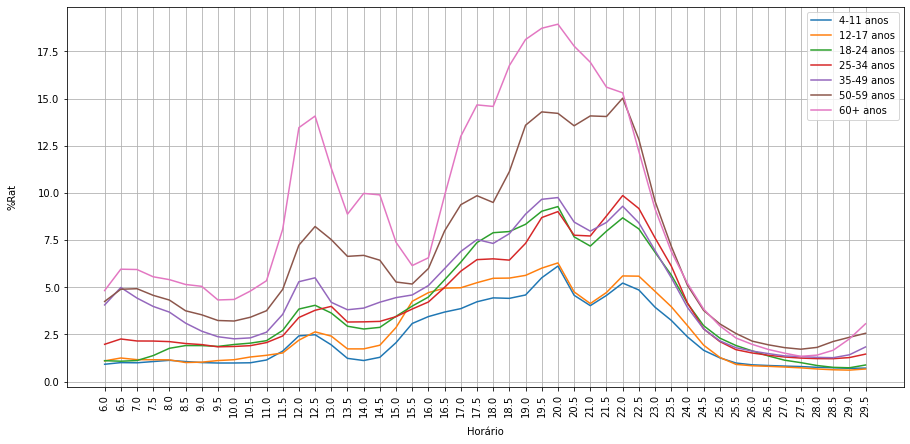 4-11 anos
12-17 anos
18-24 anos
25-34 anos
35-49 anos
50-59 anos
60+ anos
17.5
15.0
12.5
10.0
7.5
5.0
2.5
0.0
%Rat
6.0 6.5 7.0 7.5 8.0 8.5 9.0 9.5 10.0 10.5 11.0 11.5 12.0 12.5 13.0 13.5 14.0 14.5 15.0 15.5 16.0 16.5 17.0 17.5 18.0 18.5 19.0 19.5 20.0 20.5 21.0 21.5 22.0 22.5 23.0 23.5 24.0 24.5 25.0 25.5 26.0 26.5 27.0 27.5 28.0 28.5 29.0 29.5
Horário